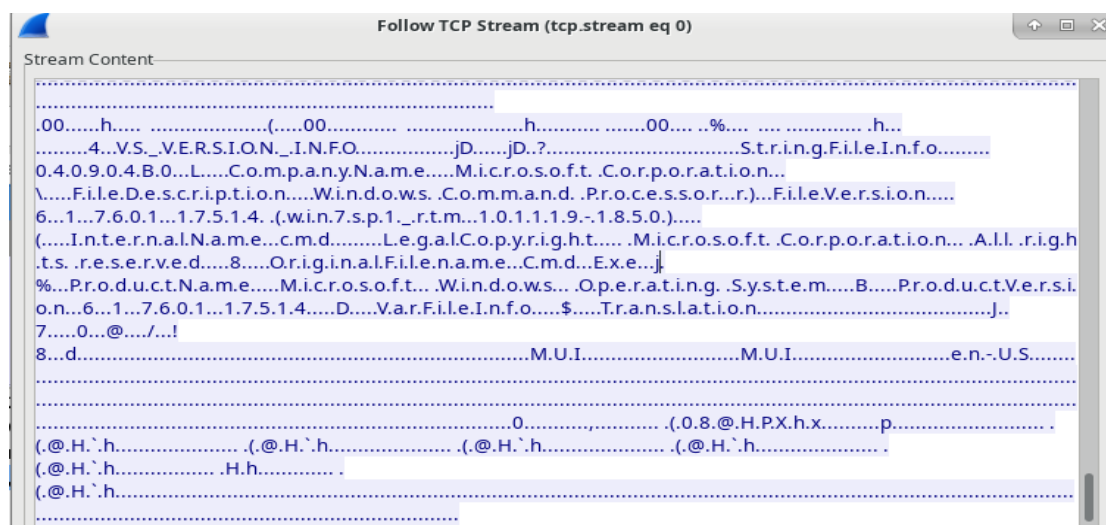 Follow TCP Stream (tcp.stream eq 0)
Stream Content
.00......h..... .....................(.....00............ .....................h........... .......00.... ..%.... .... ............. .h...
.........4...V.S._.V.E.R.S.I.O.N._.I.N.F.O.................jD......jD..?.................................S.t.r.i.n.g.F.i.l.e.I.n.f.o.........
0.4.0.9.0.4.B.0...L.....C.o.m.p.a.n.y.N.a.m.e.....M.i.c.r.o.s.o.f.t. .C.o.r.p.o.r.a.t.i.o.n...
\.....F.i.l.e.D.e.s.c.r.i.p.t.i.o.n.....W.i.n.d.o.w.s. .C.o.m.m.a.n.d. .P.r.o.c.e.s.s.o.r...r.)...F.i.l.e.V.e.r.s.i.o.n.....
6...1...7.6.0.1...1.7.5.1.4. .(.w.i.n.7.s.p.1._.r.t.m...1.0.1.1.1.9.-.1.8.5.0.).....
(.....I.n.t.e.r.n.a.l.N.a.m.e...c.m.d.........L.e.g.a.l.C.o.p.y.r.i.g.h.t..... .M.i.c.r.o.s.o.f.t. .C.o.r.p.o.r.a.t.i.o.n... .A.l.l. .r.i.g.h
.t.s. .r.e.s.e.r.v.e.d.....8.....O.r.i.g.i.n.a.l.F.i.l.e.n.a.m.e...C.m.d...E.x.e...j.
%...P.r.o.d.u.c.t.N.a.m.e.....M.i.c.r.o.s.o.f.t... .W.i.n.d.o.w.s... .O.p.e.r.a.t.i.n.g. .S.y.s.t.e.m.....B.....P.r.o.d.u.c.t.V.e.r.s.i.
o.n...6...1...7.6.0.1...1.7.5.1.4.....D.....V.a.r.F.i.l.e.I.n.f.o.....$.....T.r.a.n.s.l.a.t.i.o.n........................................J..
7.....0...@..../...!
8...d..............................................................................M.U.I...........................M.U.I...........................e.n.-.U.S........
..................................................................................0............,........... .(.0.8.@.H.P.X.h.x..........p.......................... .
(.@.H.`.h..................... .(.@.H.`.h..................... .(.@.H.`.h..................... .(.@.H.`.h..................... .
(.@.H.`.h................. .H.h............. .
(.@.H.`.h.....................................................................